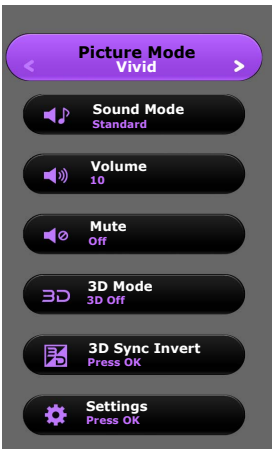 Picture Mode
Vivid
Sound Mode
Standard
Volume
10
Mute
Off
3D
3D Mode
3D Off
3D Sync Invert
Press OK
Settings
Press OK